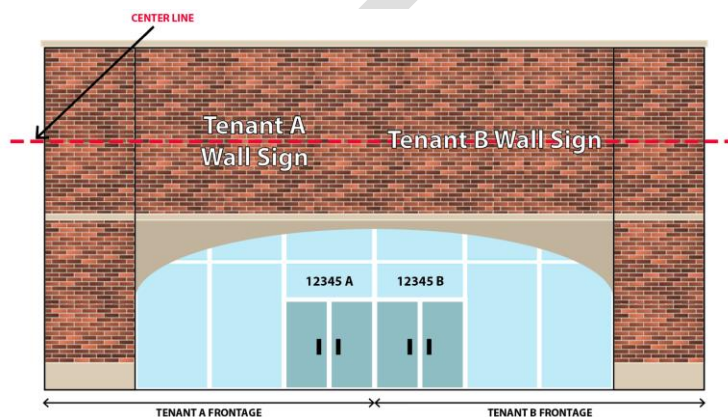 CENTER LINE
Tenant A
Wall Sign
Tenant B Wall Sign
12345 A
12345 B
TENANT A FRONTAGE
TENANT B FRONTAGE